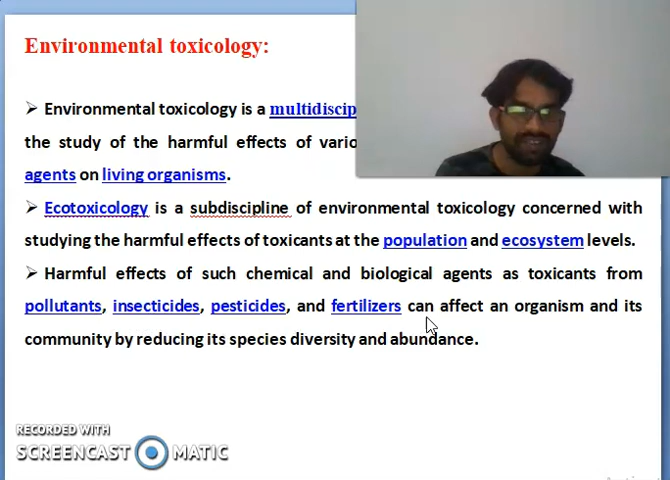 Environmental toxicology:
➢ Environmental toxicology is a multidiscip
the study of the harmful effects of vario
agents on living organisms.
➢ Ecotoxicology is a subdiscipline of environmental toxicology concerned with
studying the harmful effects of toxicants at the population and ecosystem levels.
➢ Harmful effects of such chemical and biological agents as toxicants from
pollutants, insecticides, pesticides, and fertilizers can affect an organism and its
community by reducing its species diversity and abundance.
RECORDED WITH
SCREENCAST MATIC